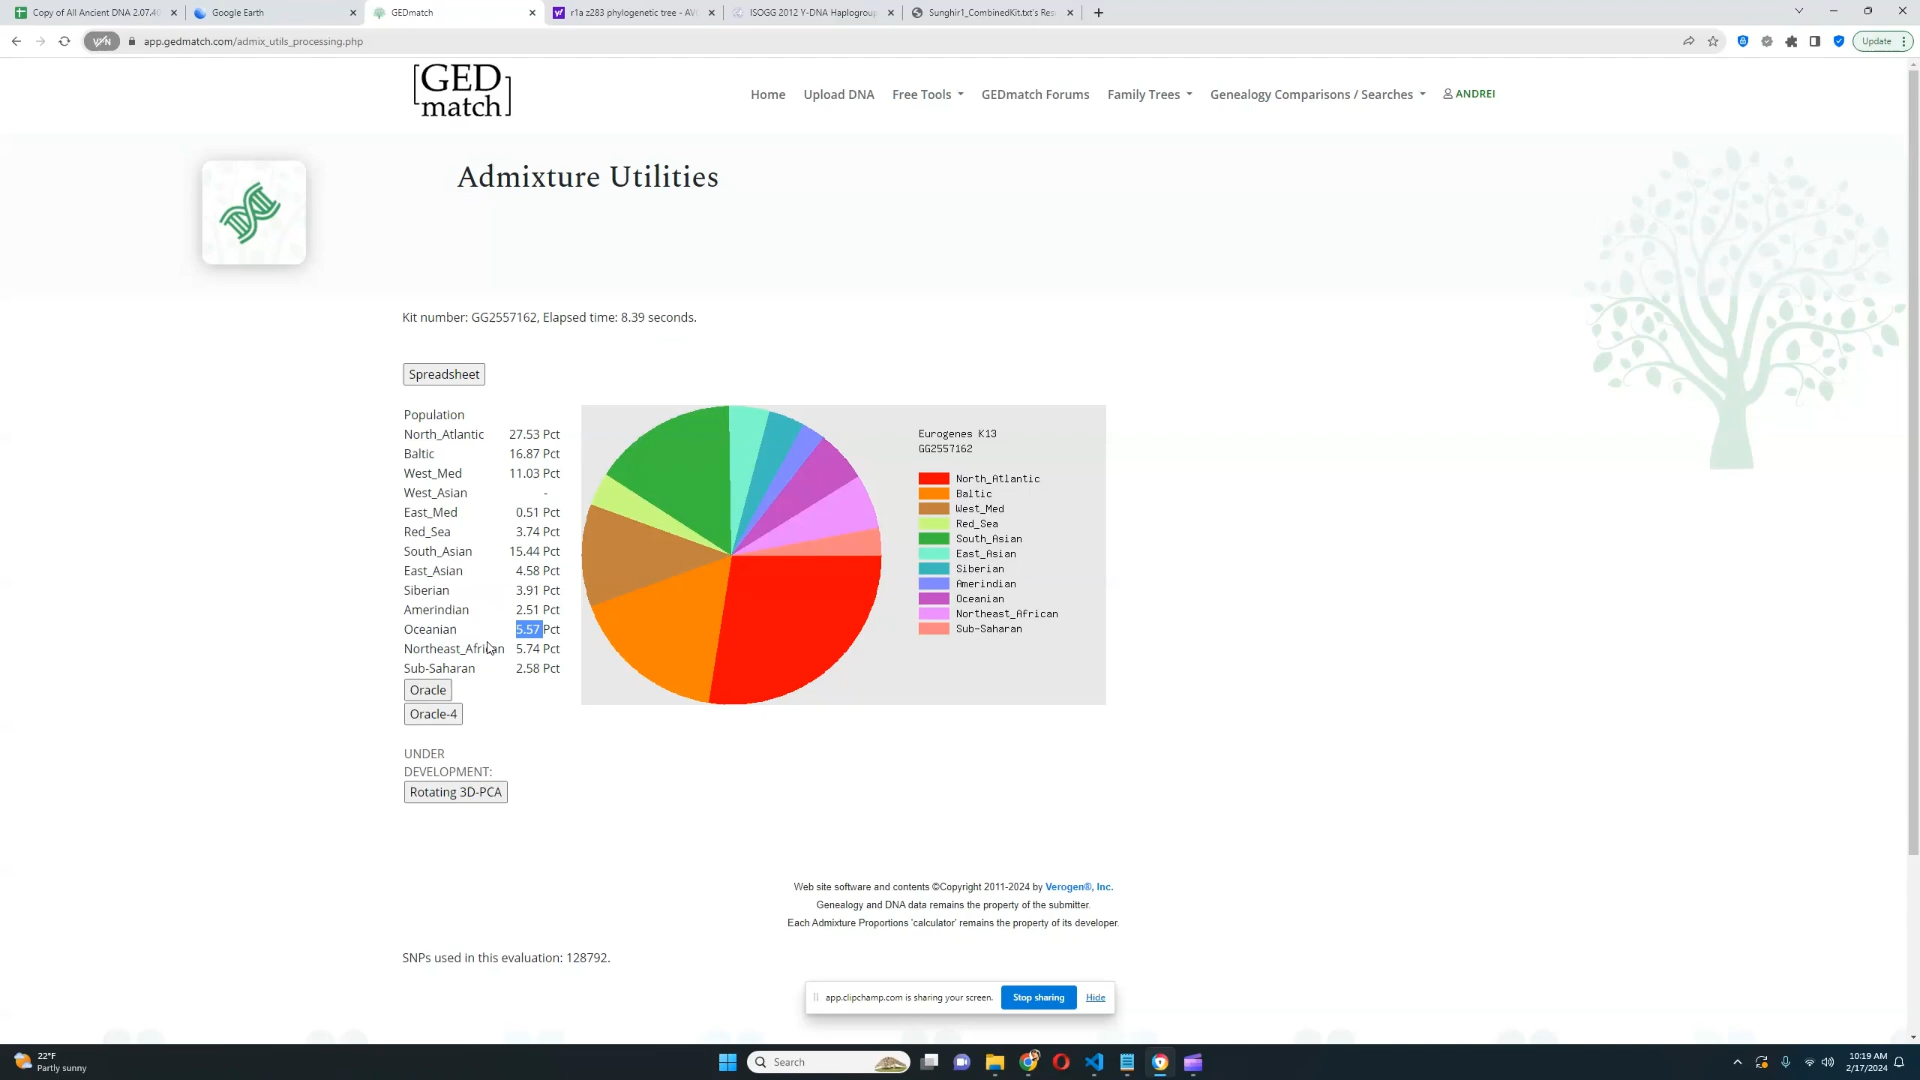 Copy of All Ancient DNA 2.07.4
Google Earth
GEDmatch
r1a z283 phylogenetic tree - AV
ISOGG 2012 Y-DNA Haplogroup
Sunghir1_CombinedKit.txt's Res
VPN
app.gedmatch.com/admix_utils_processing.php
Update
[GED
match]
Home
Upload DNA
Free Tools
GEDmatch Forums
Family Trees
Genealogy Comparisons / Searches
ANDREI
Admixture Utilities
Kit number: GG2557162, Elapsed time: 8.39 seconds.
Spreadsheet
Population
North_Atlantic 27.53 Pct
Baltic 16.87 Pct
West_Med 11.03 Pct
West_Asian -
East_Med 0.51 Pct
Red_Sea 3.74 Pct
South_Asian 15.44 Pct
East_Asian 4.58 Pct
Siberian 3.91 Pct
Amerindian 2.51 Pct
Oceanian 5.57 Pct
Northeast_African 5.74 Pct
Sub-Saharan 2.58 Pct
Oracle
Oracle-4
UNDER
DEVELOPMENT:
Rotating 3D-PCA
Eurogenes K13
GG2557162
North_Atlantic
Baltic
West_Med
Red_Sea
South_Asian
East_Asian
Siberian
Amerindian
Oceanian
Northeast_African
Sub-Saharan
Web site software and contents ©Copyright 2011-2024 by Verogen®, Inc.
Genealogy and DNA data remains the property of the submitter.
Each Admixture Proportions 'calculator' remains the property of its developer.
SNPs used in this evaluation: 128792.
app.clipchamp.com is sharing your screen.
Stop sharing
Hide
22°F
Partly sunny
Search
10:19 AM
2/17/2024